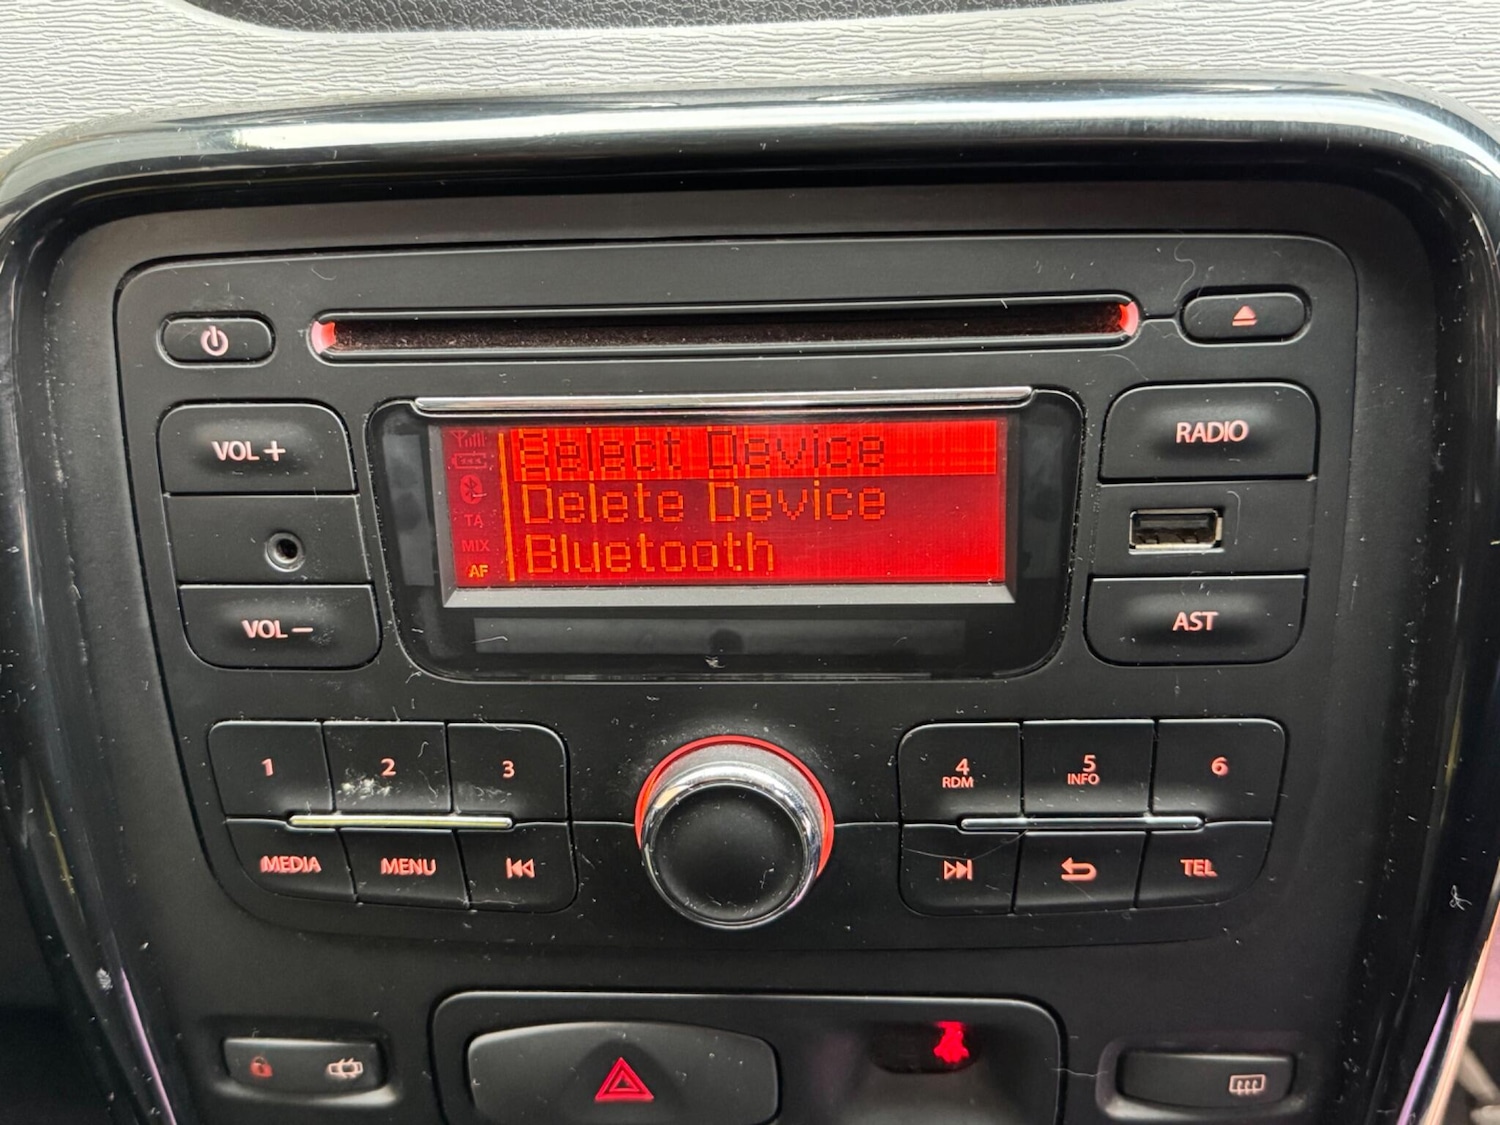 VOL +
Select Device
Delete Device
Bluetooth
TA
MIX
AF
RADIO
VOL −
AST
1
2
3
4
RDM
5
INFO
6
MEDIA
MENU
TEL